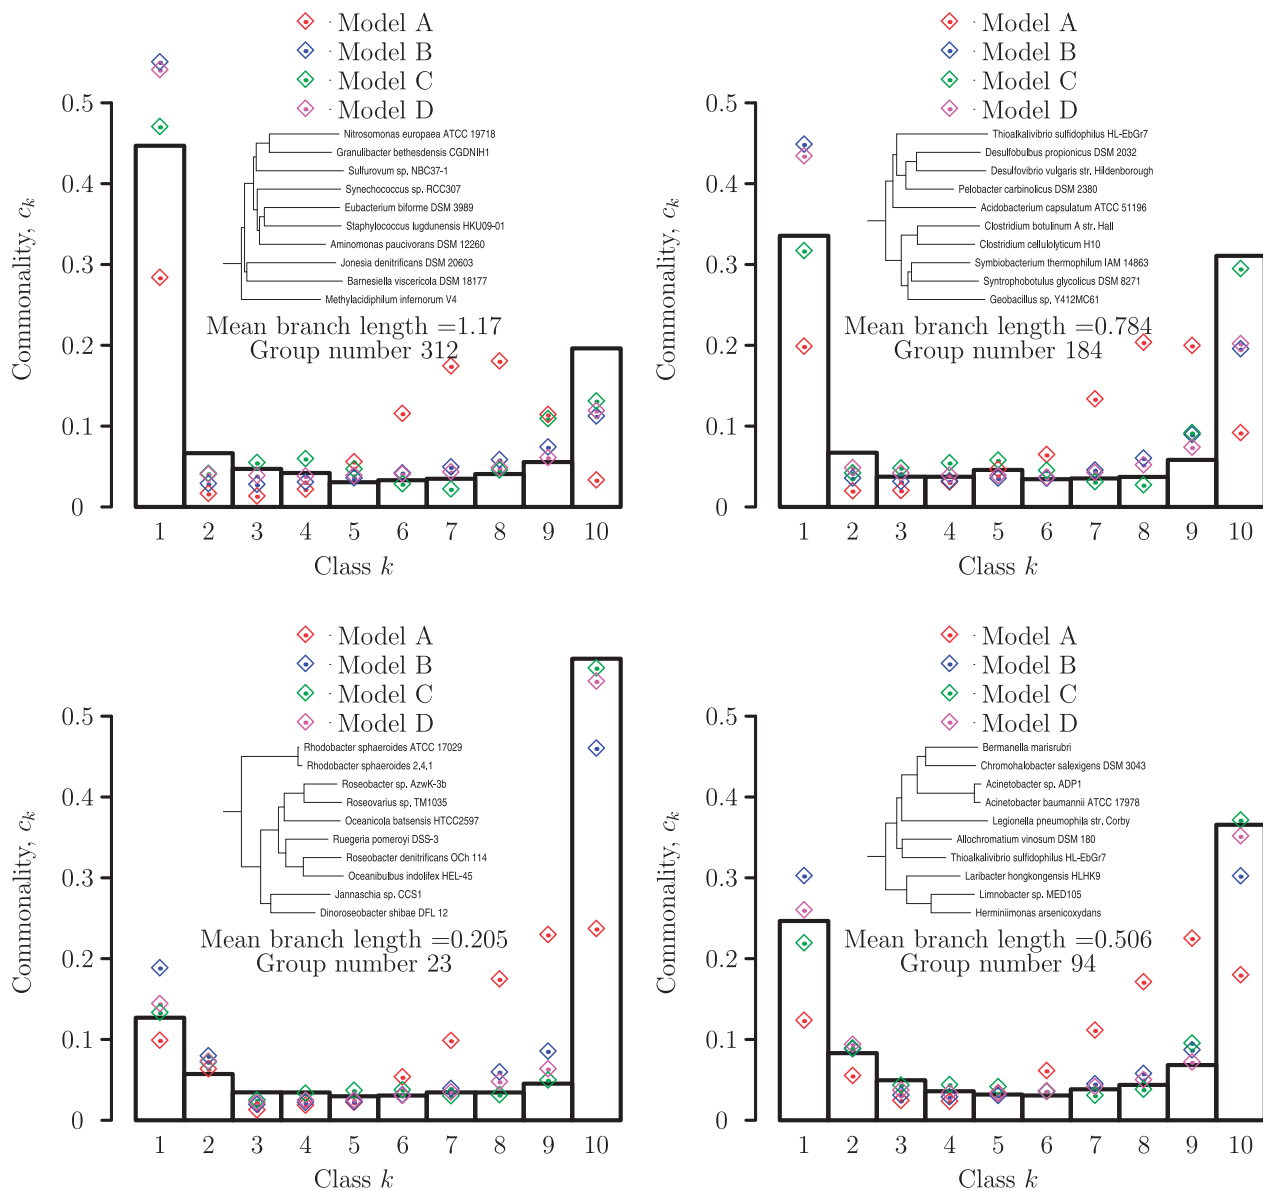 Model A
Model B
Model C
Model D
Commonality, c_k
0.5
0.4
0.3
0.2
0.1
0
Nitrosomonas europaea ATCC 19718
Granulibacter bethesdensis CGDNIH1
Sulfurovum sp. NBC37-1
Synechococcus sp. RCC307
Eubacterium biforme DSM 3989
Staphylococcus lugdunensis HKU09-01
Aminomonas paucivorans DSM 12260
Jonesia denitrificans DSM 20603
Barnesiella viscericola DSM 18177
Methylacidiphilum infernorum V4
Mean branch length =1.17
Group number 312
1 2 3 4 5 6 7 8 9 10
Class k
Model A
Model B
Model C
Model D
Commonality, c_k
0.5
0.4
0.3
0.2
0.1
0
Thioalkalivibrio sulfidophilus HL-EbGr7
Desulfobulbus propionicus DSM 2032
Desulfovibrio vulgaris str. Hildenborough
Pelobacter carbinolicus DSM 2380
Acidobacterium capsulatum ATCC 51196
Clostridium botulinum A str. Hall
Clostridium cellulolyticum H10
Symbiobacterium thermophilum IAM 14863
Syntrophobotulus glycolicus DSM 8271
Geobacillus sp. Y412MC61
Mean branch length =0.784
Group number 184
1 2 3 4 5 6 7 8 9 10
Class k
Model A
Model B
Model C
Model D
Commonality, c_k
0.5
0.4
0.3
0.2
0.1
0
Rhodobacter sphaeroides ATCC 17029
Rhodobacter sphaeroides 2.4.1
Roseobacter sp. AzwK-3b
Roseovarius sp. TM1035
Oceanicola batsensis HTCC2597
Ruegeria pomeroyi DSS-3
Roseobacter denitrificans OCh 114
Oceanibulbus indolifex HEL-45
Jannaschia sp. CCS1
Dinoroseobacter shibae DFL 12
Mean branch length =0.205
Group number 23
1 2 3 4 5 6 7 8 9 10
Class k
Model A
Model B
Model C
Model D
Commonality, c_k
0.5
0.4
0.3
0.2
0.1
0
Bermanella marisrubri
Chromohalobacter salexigens DSM 3043
Acinetobacter sp. ADP1
Acinetobacter baumannii ATCC 17978
Legionella pneumophila str. Corby
Allochromatium vinosum DSM 180
Thioalkalivibrio sulfidophilus HL-EbGr7
Laribacter hongkongensis HLHK9
Limnobacter sp. MED105
Herminiimonas arsenicoxydans
Mean branch length =0.506
Group number 94
1 2 3 4 5 6 7 8 9 10
Class k